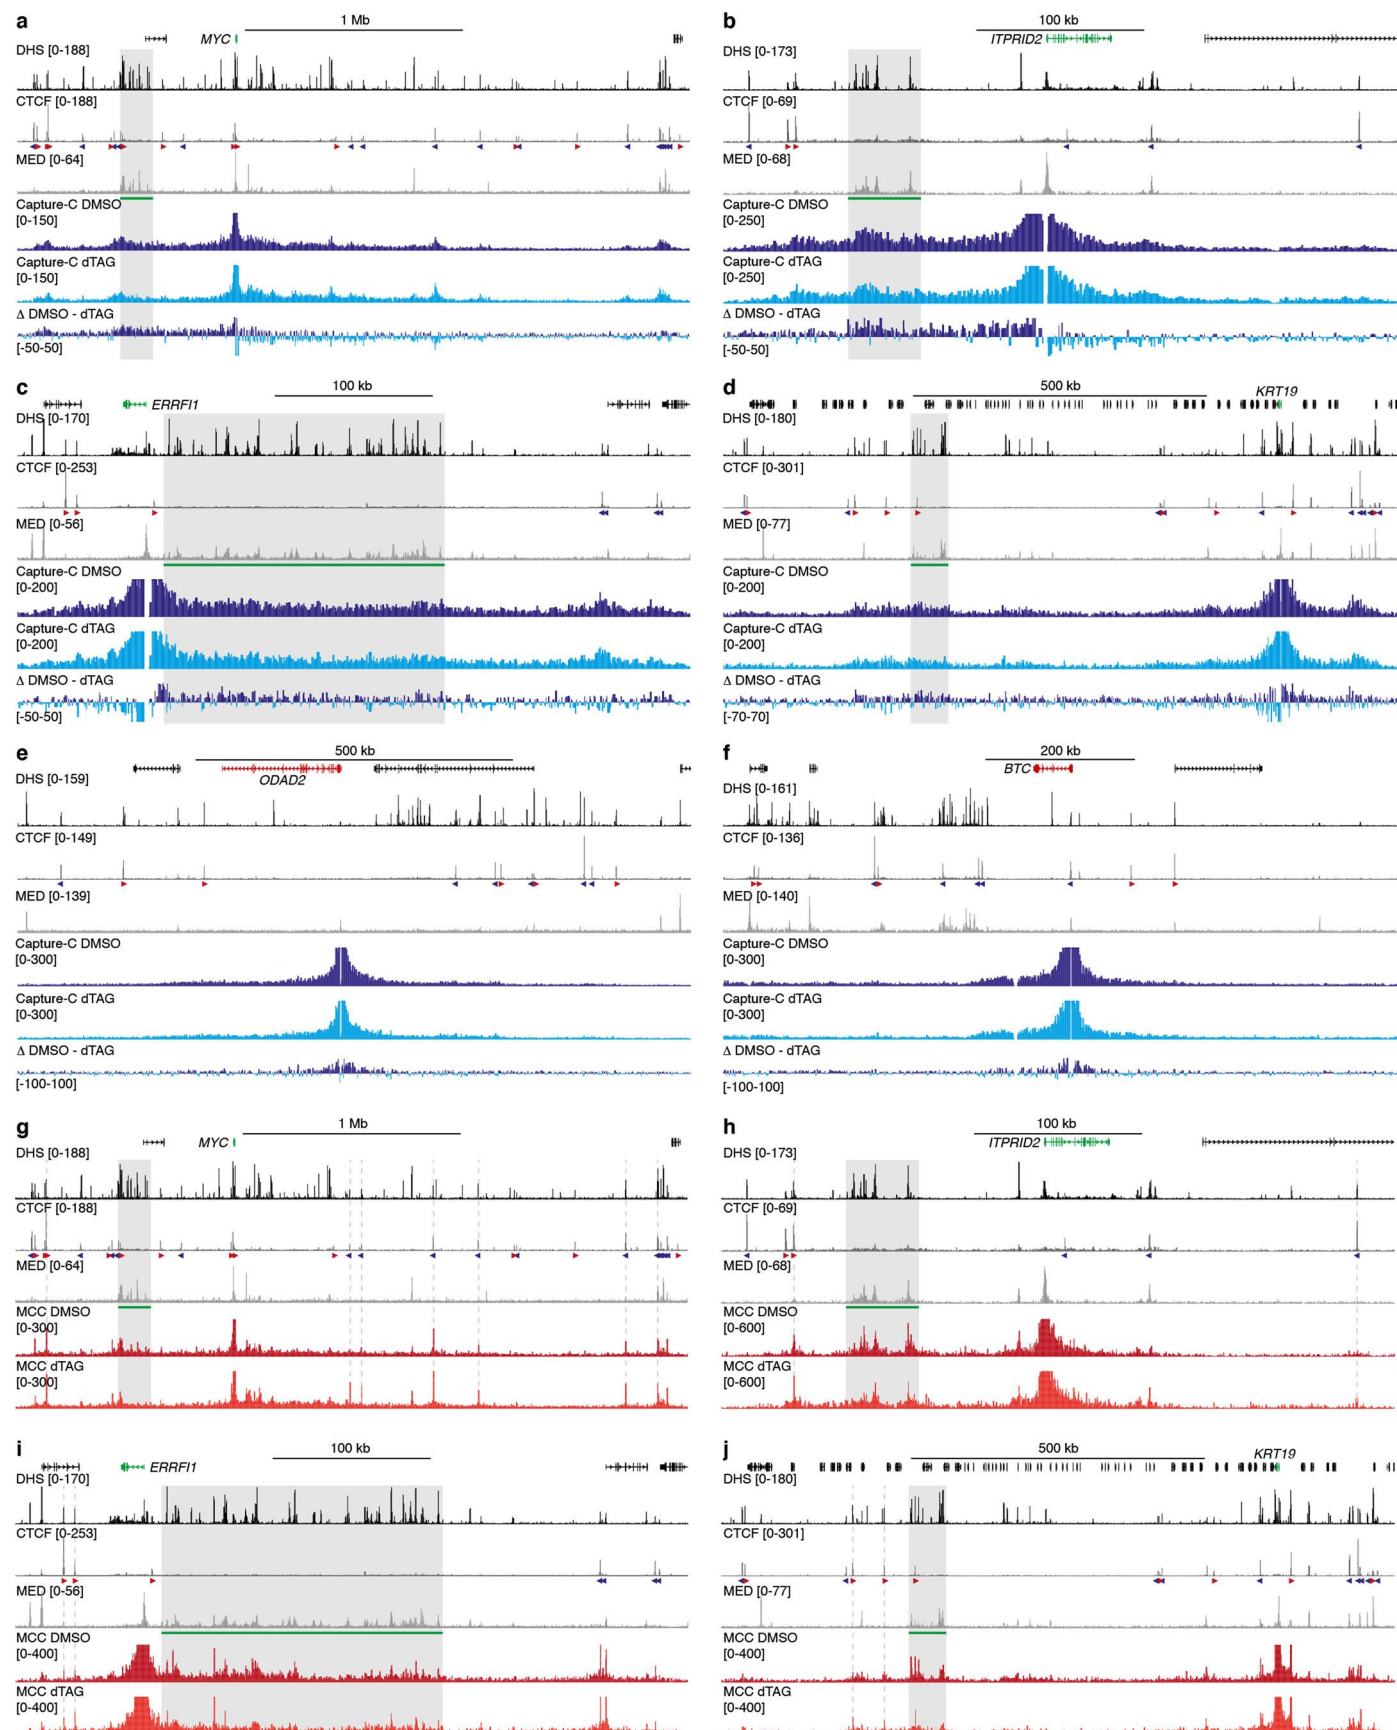 a
1 Mb
MYC
DHS [0-188]
CTCF [0-188]
MED [0-64]
Capture-C DMSO
[0-150]
Capture-C dTAG
[0-150]
Δ DMSO - dTAG
[-50-50]
b
100 kb
ITPRID2
DHS [0-173]
CTCF [0-69]
MED [0-68]
Capture-C DMSO
[0-250]
Capture-C dTAG
[0-250]
Δ DMSO - dTAG
[-50-50]
c
100 kb
ERRFI1
DHS [0-170]
CTCF [0-253]
MED [0-56]
Capture-C DMSO
[0-200]
Capture-C dTAG
[0-200]
Δ DMSO - dTAG
[-50-50]
d
500 kb
KRT19
DHS [0-180]
CTCF [0-301]
MED [0-77]
Capture-C DMSO
[0-200]
Capture-C dTAG
[0-200]
Δ DMSO - dTAG
[-70-70]
e
500 kb
ODAD2
DHS [0-159]
CTCF [0-149]
MED [0-139]
Capture-C DMSO
[0-300]
Capture-C dTAG
[0-300]
Δ DMSO - dTAG
[-100-100]
f
200 kb
BTC
DHS [0-161]
CTCF [0-136]
MED [0-140]
Capture-C DMSO
[0-300]
Capture-C dTAG
[0-300]
Δ DMSO - dTAG
[-100-100]
g
1 Mb
MYC
DHS [0-188]
CTCF [0-188]
MED [0-64]
MCC DMSO
[0-300]
MCC dTAG
[0-300]
h
100 kb
ITPRID2
DHS [0-173]
CTCF [0-69]
MED [0-68]
MCC DMSO
[0-600]
MCC dTAG
[0-600]
i
100 kb
ERRFI1
DHS [0-170]
CTCF [0-253]
MED [0-56]
MCC DMSO
[0-400]
MCC dTAG
[0-400]
j
500 kb
KRT19
DHS [0-180]
CTCF [0-301]
MED [0-77]
MCC DMSO
[0-400]
MCC dTAG
[0-400]